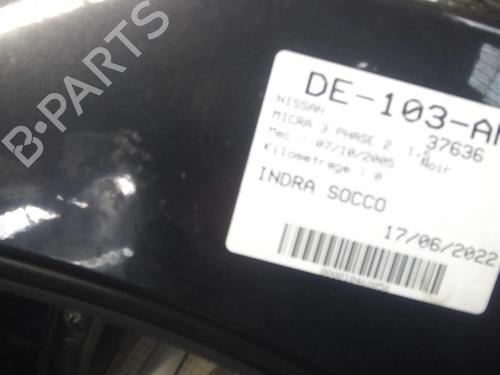 B-PARTS
DE-103-A
NISSAN
37636
MICRA 3 PHASE 2 1.
Noir
Mec : 07/10/2005
Kilometrage : 0
INDRA SOCCO
17/06/2022